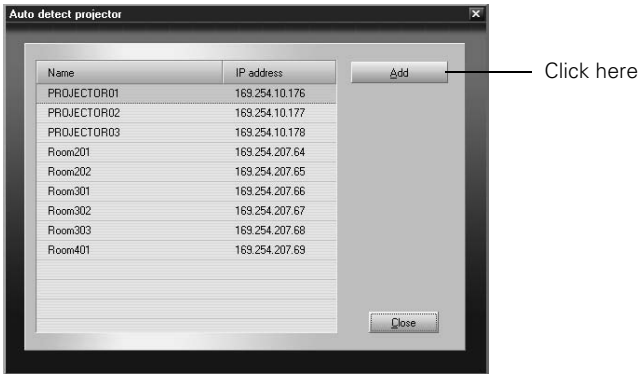 Auto detect projector
Name IP address Add Click here
PROJECTOR01 169.254.10.176
PROJECTOR02 169.254.10.177
PROJECTOR03 169.254.10.178
Room201 169.254.207.64
Room202 169.254.207.65
Room301 169.254.207.66
Room302 169.254.207.67
Room303 169.254.207.68
Room401 169.254.207.69
Close